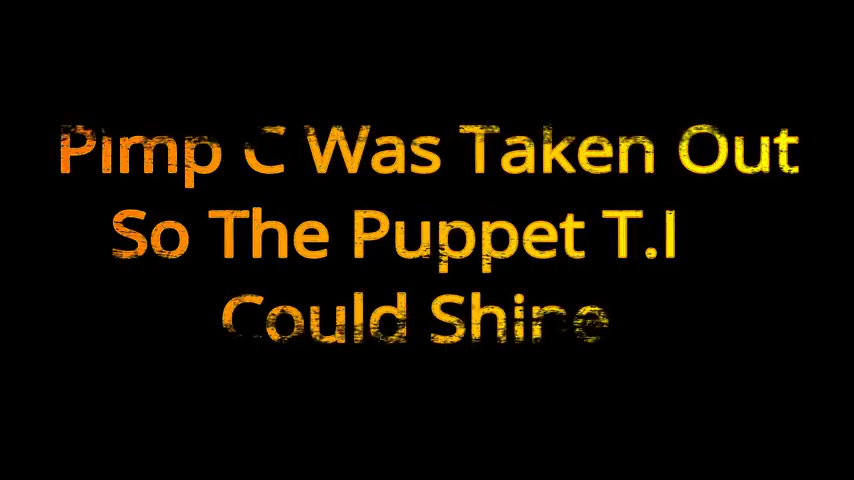 Pimp C Was Taken Out
So The Puppet T.I
Could Shine